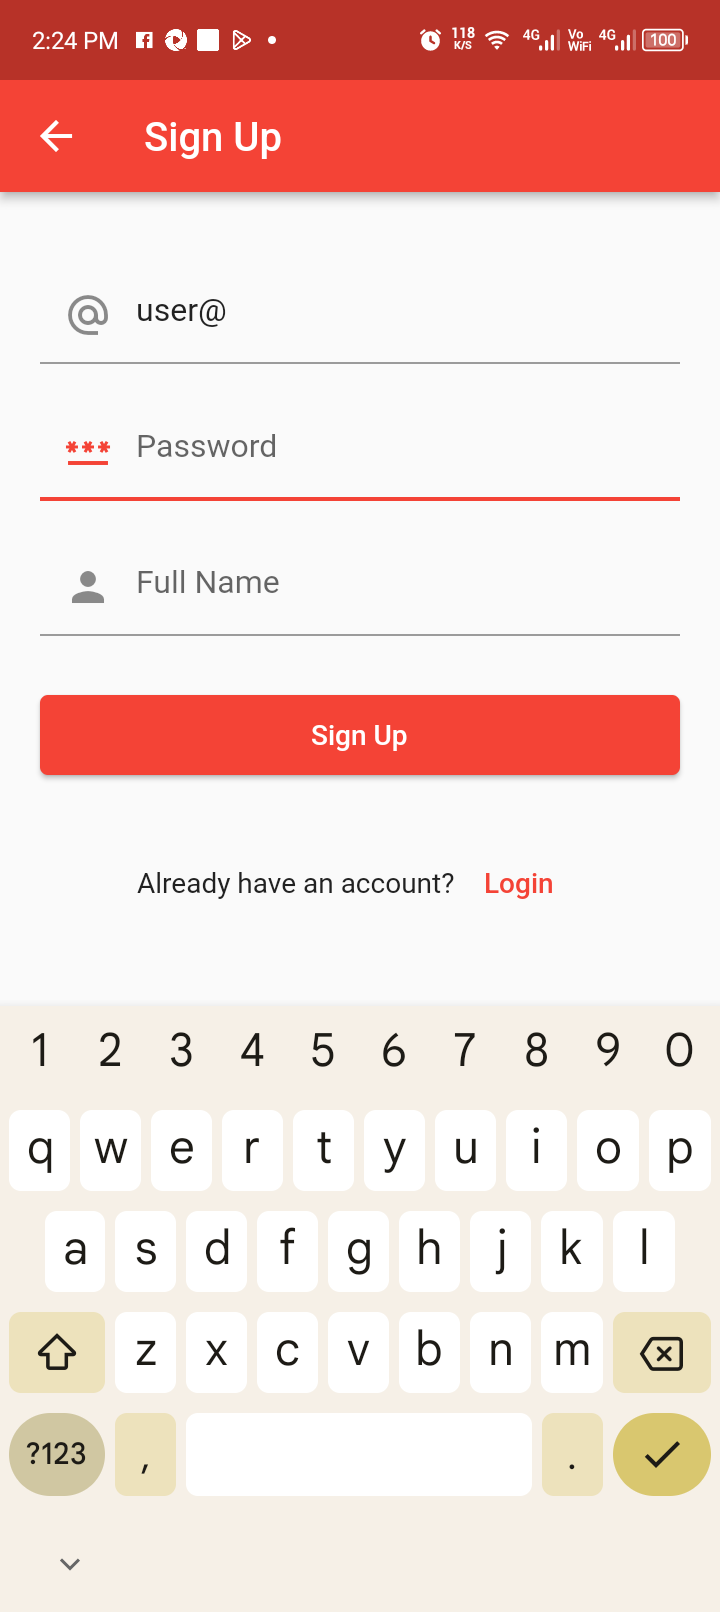 2:24 PM 118 K/S 4G Vo WiFi 4G 100
Sign Up
user@
Password
Full Name
Sign Up
Already have an account? Login
1 2 3 4 5 6 7 8 9 0
q w e r t y u i o p
a s d f g h j k l
z x c v b n m
?123 , .